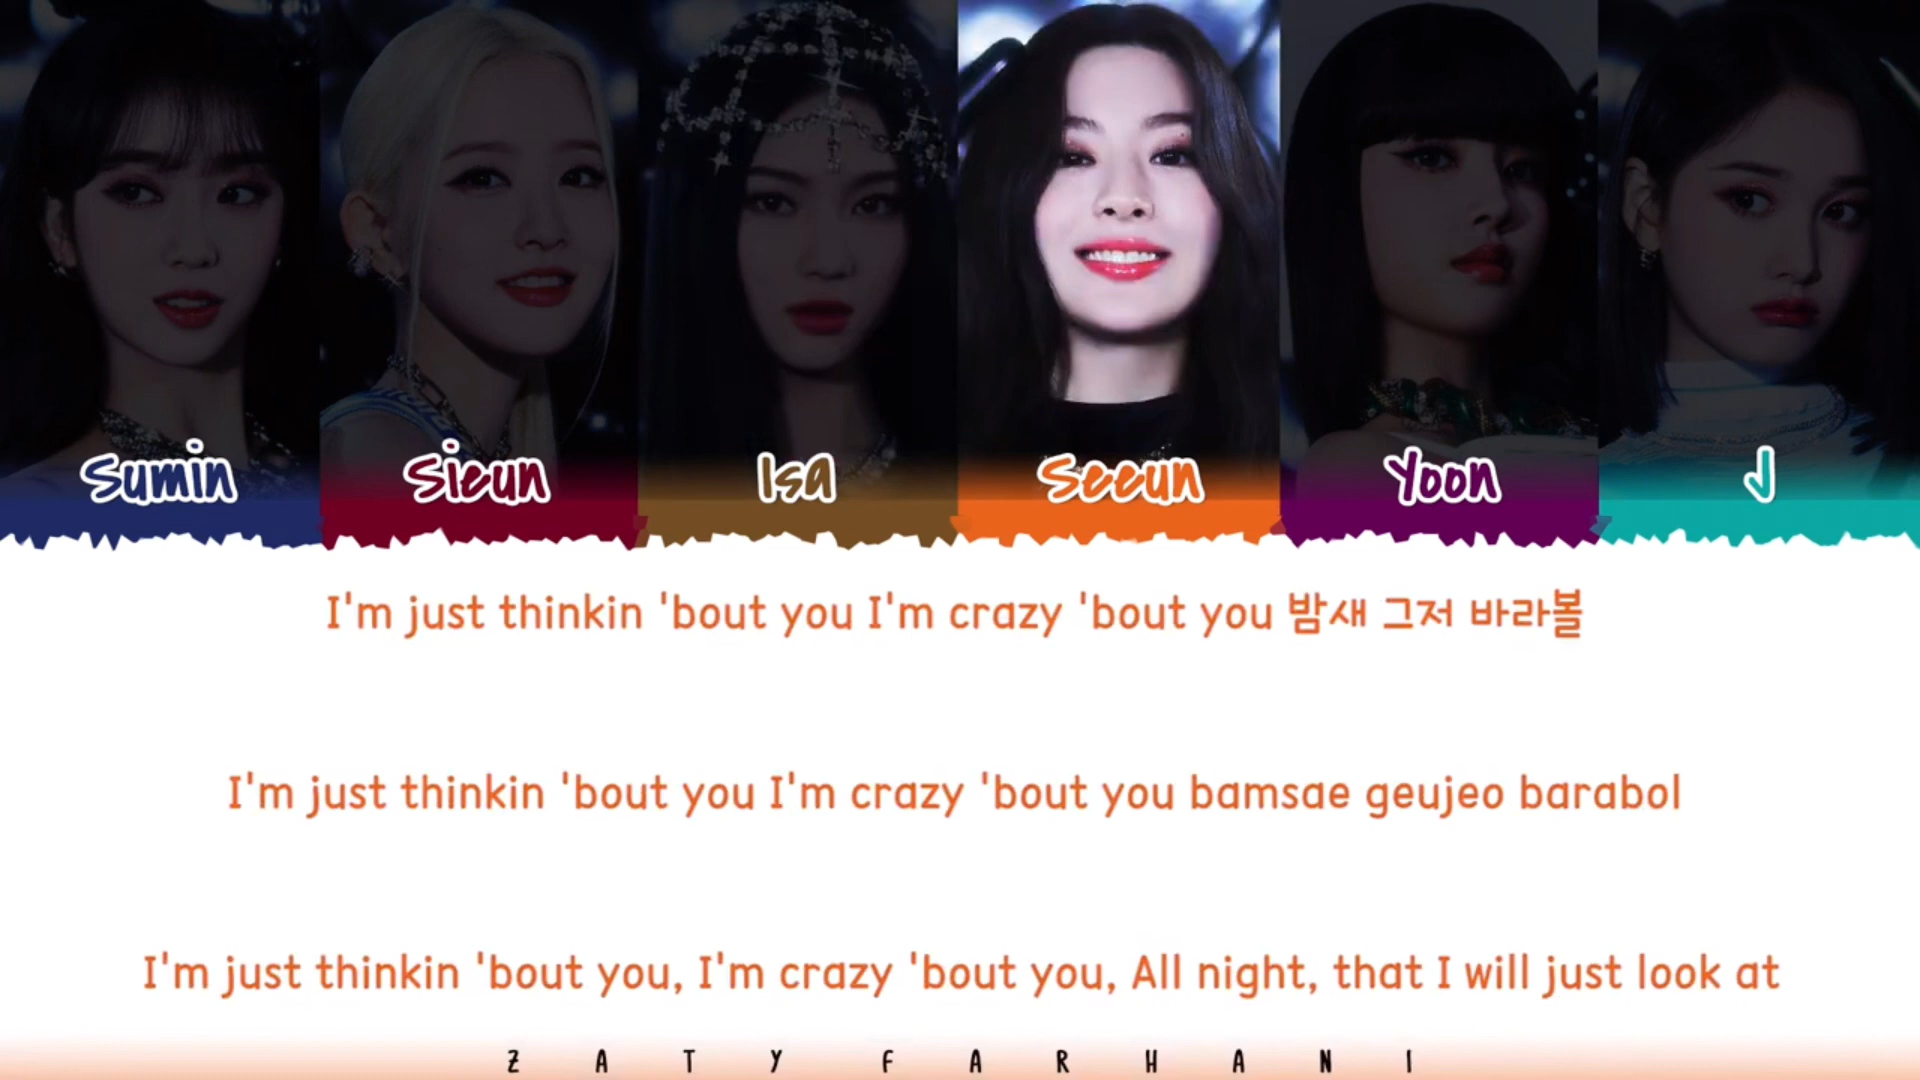 Sumin Sieun Isa Seeun Yoon J
I'm just thinkin 'bout you I'm crazy 'bout you 밤새 그저 바라볼
I'm just thinkin 'bout you I'm crazy 'bout you bamsae geujeo barabol
I'm just thinkin 'bout you, I'm crazy 'bout you, All night, that I will just look at
ZATY FARHANI